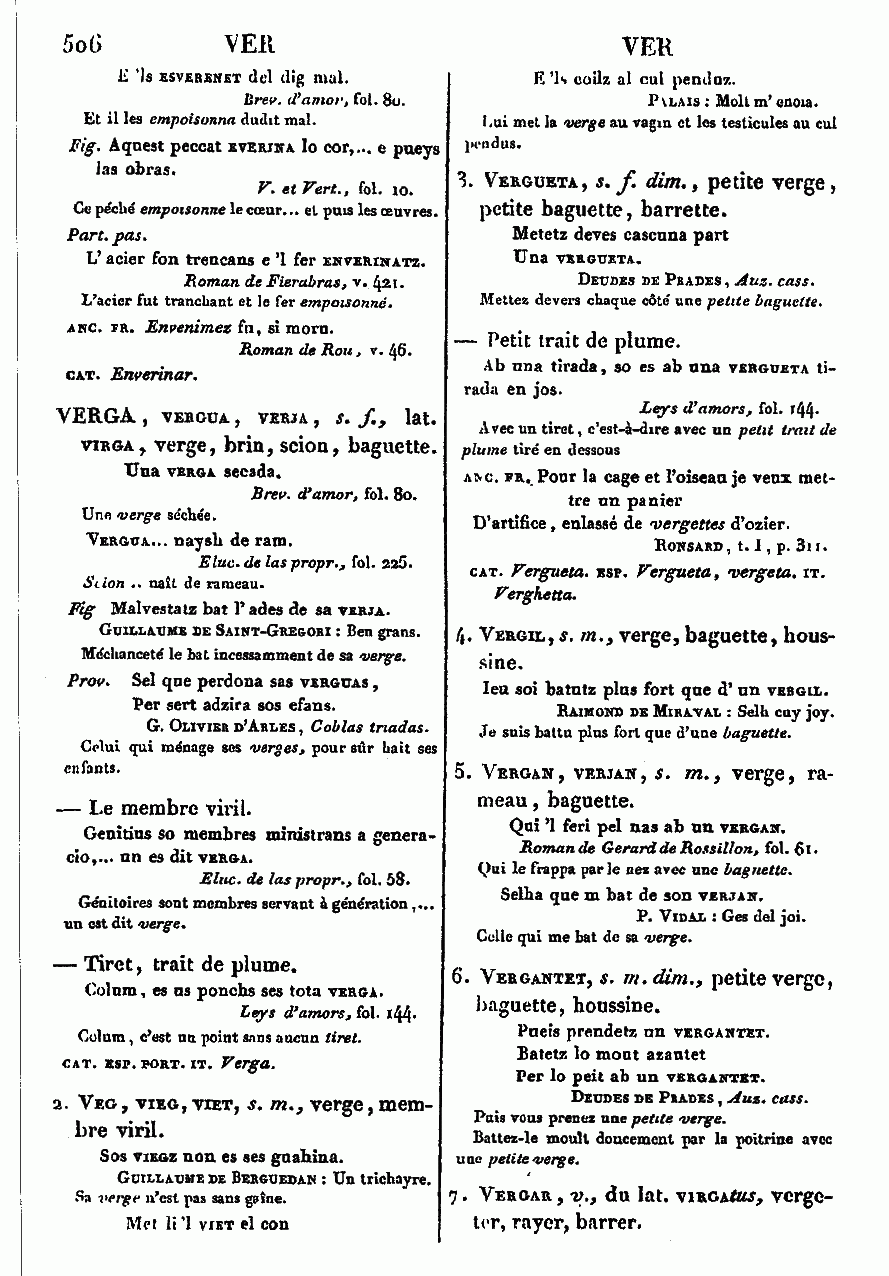 506 VER
E 'ls ESVERENET del dig mal.
Brev. d'amor, fol. 80.
Et il les empoisonna dudit mal.
Fig. Aquest peccat EVERINA lo cor,... e pueys
las obras.
V. et Vert., fol. 10.
Ce péché empoisonne le cœur... et puis les œuvres.
Part. pas.
L'acier fon trencans e 'l fer ENVERINATZ.
Roman de Fierabras, v. 421.
L'acier fut tranchant et le fer empoisonné.
ANC. FR. Envenimez fu, si moru.
Roman de Rou, v. 46.
CAT. Enverinar.
VERGA, VERGUA, VERJA, s. f., lat.
VIRGA, verge, brin, scion, baguette.
Una VERGA secada.
Brev. d'amor, fol. 80.
Une verge séchée.
VERGUA... naysh de ram.
Eluc. de las propr., fol. 225.
Scion .. naît de rameau.
Fig Malvestatz bat l'ades de sa VERJA.
GUILLAUME DE SAINT-GREGORI : Ben grans.
Méchanceté le bat incessamment de sa verge.
Prov. Sel que perdona sas VERGUAS,
Per sert adzira sos efans.
G. OLIVIER D'ARLES, Coblas triadas.
Celui qui ménage ses verges, pour sûr hait ses
enfants.
— Le membre viril.
Genitius so membres ministrans a genera-
cio,... un es dit VERGA.
Eluc. de las propr., fol. 58.
Génitoires sont membres servant à génération,...
un est dit verge.
— Tiret, trait de plume.
Colum, es us ponchs ses tota VERGA.
Leys d'amors, fol. 144.
Colum, c'est un point sans aucun tiret.
CAT. ESP. PORT. IT. Verga.
2. VEG, VIEG, VIET, s. m., verge, mem-
bre viril.
Sos VIEGZ non es ses guahina.
GUILLAUME DE BERGUEDAN : Un trichayre.
Sa verge n'est pas sans gaîne.
Met li 'l VIET el con
VER
E 'ls coilz al cul pendoz.
PALAIS : Molt m'enoia.
Lui met la verge au vagin et les testicules au cul
pendus.
3. VERGUETA, s. f. dim., petite verge,
petite baguette, barrette.
Metetz deves cascuna part
Una VERGUETA.
DEUDES DE PRADES, Auz. cass.
Mettez devers chaque côté une petite baguette.
— Petit trait de plume.
Ab una tirada, so es ab una VERGUETA ti-
rada en jos.
Leys d'amors, fol. 144.
Avec un tiret, c'est-à-dire avec un petit trait de
plume tiré en dessous
ANC. FR. Pour la cage et l'oiseau je veux met-
tre un panier
D'artifice, enlassé de vergettes d'ozier.
RONSARD, t. I, p. 311.
CAT. Vergueta. ESP. Vergueta, vergeta. IT.
Verghetta.
4. VERGIL, s. m., verge, baguette, hous-
sine.
Ieu soi batutz plus fort que d'un VERGIL.
RAIMOND DE MIRAVAL : Selh cuy joy.
Je suis battu plus fort que d'une baguette.
5. VERGAN, VERJAN, s. m., verge, ra-
meau, baguette.
Qui 'l feri pel nas ab un VERGAN.
Roman de Gerard de Rossillon, fol. 61.
Qui le frappa par le nez avec une baguette.
Selha que m bat de son VERJAN.
P. VIDAL : Ges del joi.
Celle qui me bat de sa verge.
6. VERGANTET, s. m. dim., petite verge,
baguette, houssine.
Pueis prendetz un VERGANTET.
Batetz lo mout azautet
Per lo peit ab un VERGANTET.
DEUDES DE PRADES, Auz. cass.
Puis vous prenez une petite verge.
Battez-le moult doucement par la poitrine avec
une petite verge.
7. VERGAR, v., du lat. VIRGAtus, verge-
ter, rayer, barrer.